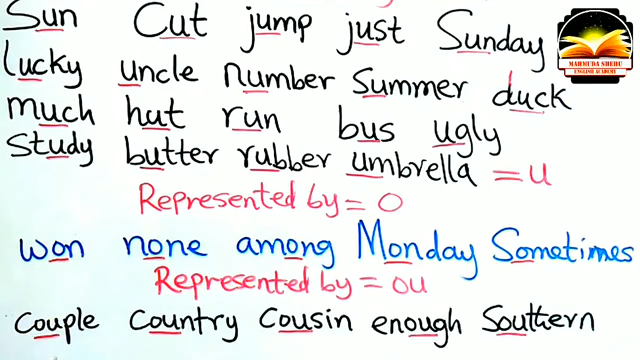 Sun Cut jump just Sunday
MAHMUDA SHEHU
ENGLISH ACADEMY
lucky uncle number Summer duck
much hut run bus ugly
study butter rubber umbrella = u
Represented by = O
won none among Monday Sometimes
Represented by = ou
couple country cousin enough Southern